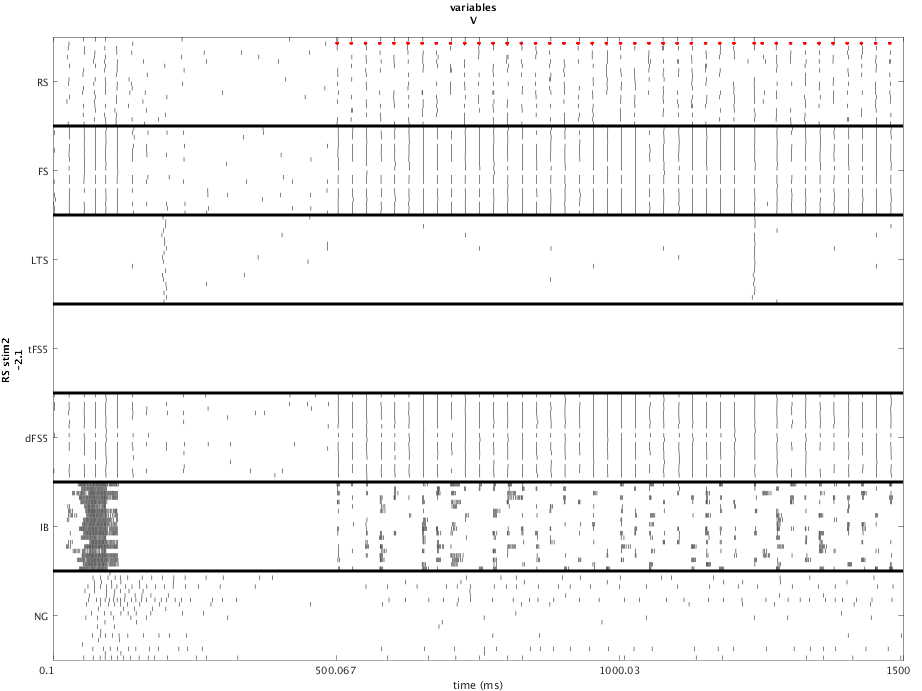 variables
V
RS
FS
LTS
RS stim2
-2.1
tFS5
dFS5
IB
NG
0.1
500.067
1000.03
1500
time (ms)